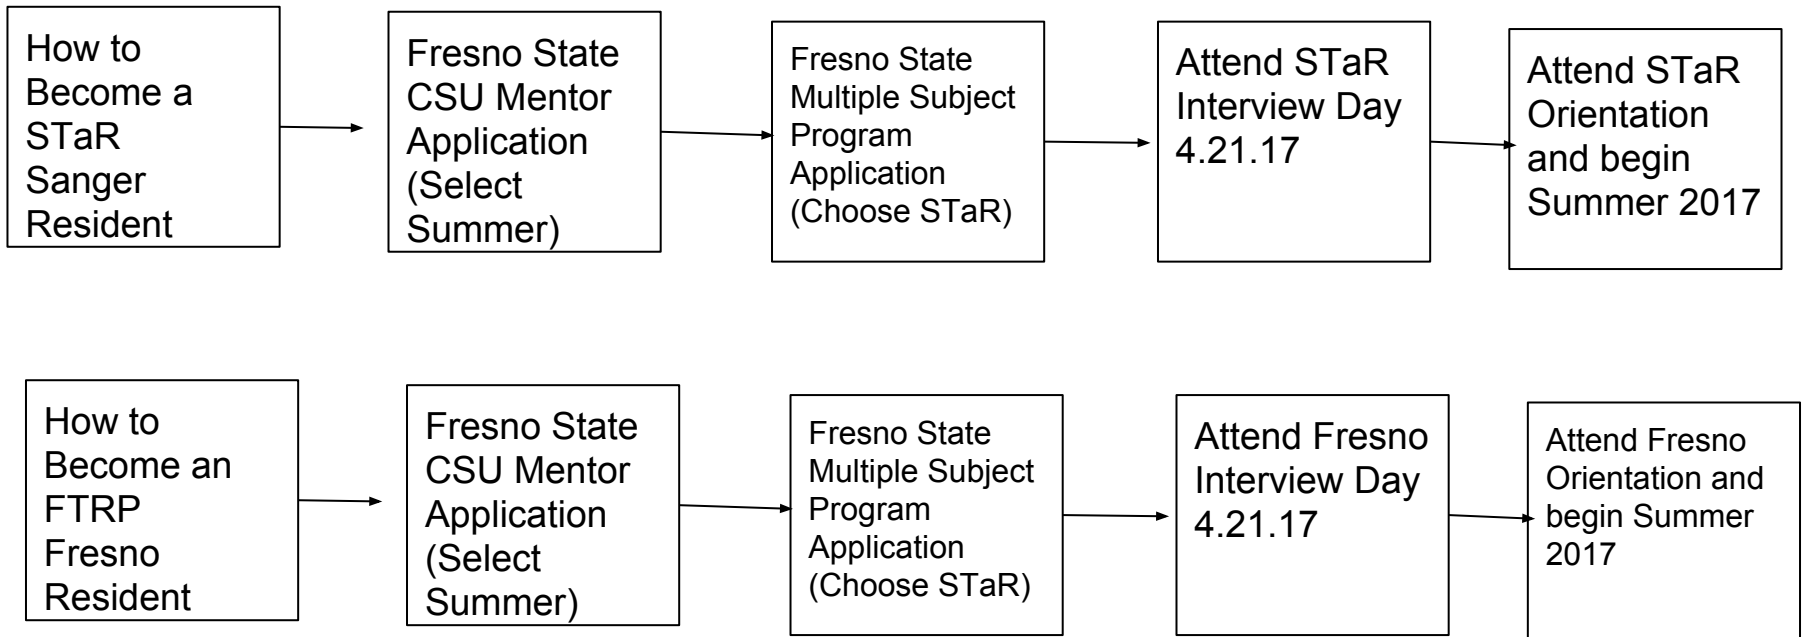 How to
Become a
STaR
Sanger
Resident
Fresno State
CSU Mentor
Application
(Select
Summer)
Fresno State
Multiple Subject
Program
Application
(Choose STaR)
Attend STaR
Interview Day
4.21.17
Attend STaR
Orientation
and begin
Summer 2017
How to
Become an
FTRP
Fresno
Resident
Fresno State
CSU Mentor
Application
(Select
Summer)
Fresno State
Multiple Subject
Program
Application
(Choose STaR)
Attend Fresno
Interview Day
4.21.17
Attend Fresno
Orientation and
begin Summer
2017